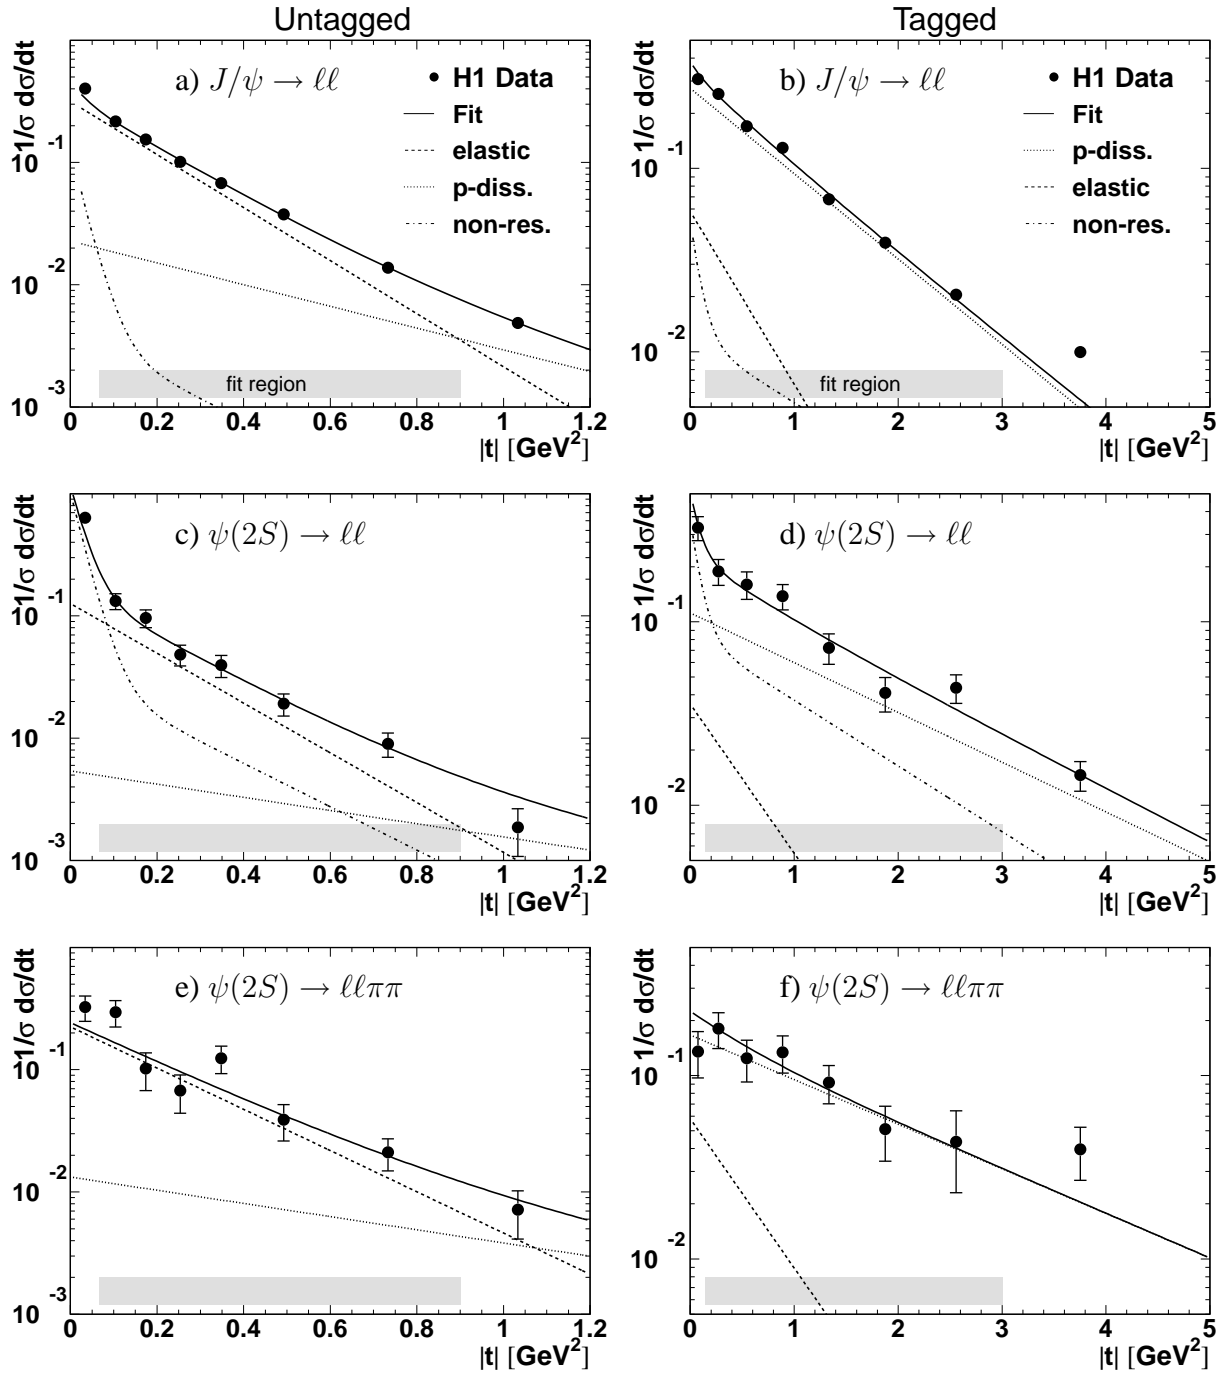 Untagged
Tagged
1/σ dσ/dt
a) J/ψ → ℓℓ
H1 Data
Fit
elastic
p-diss.
non-res.
10 -1
10 -2
10 -3
fit region
0 0.2 0.4 0.6 0.8 1 1.2
|t| [GeV2]
1/σ dσ/dt
b) J/ψ → ℓℓ
H1 Data
Fit
p-diss.
elastic
non-res.
10 -1
10 -2
fit region
0 1 2 3 4 5
|t| [GeV2]
1/σ dσ/dt
c) ψ(2S) → ℓℓ
10 -1
10 -2
10 -3
0 0.2 0.4 0.6 0.8 1 1.2
|t| [GeV2]
1/σ dσ/dt
d) ψ(2S) → ℓℓ
10 -1
10 -2
0 1 2 3 4 5
|t| [GeV2]
1/σ dσ/dt
e) ψ(2S) → ℓℓππ
10 -1
10 -2
10 -3
0 0.2 0.4 0.6 0.8 1 1.2
|t| [GeV2]
1/σ dσ/dt
f) ψ(2S) → ℓℓππ
10 -1
10 -2
0 1 2 3 4 5
|t| [GeV2]